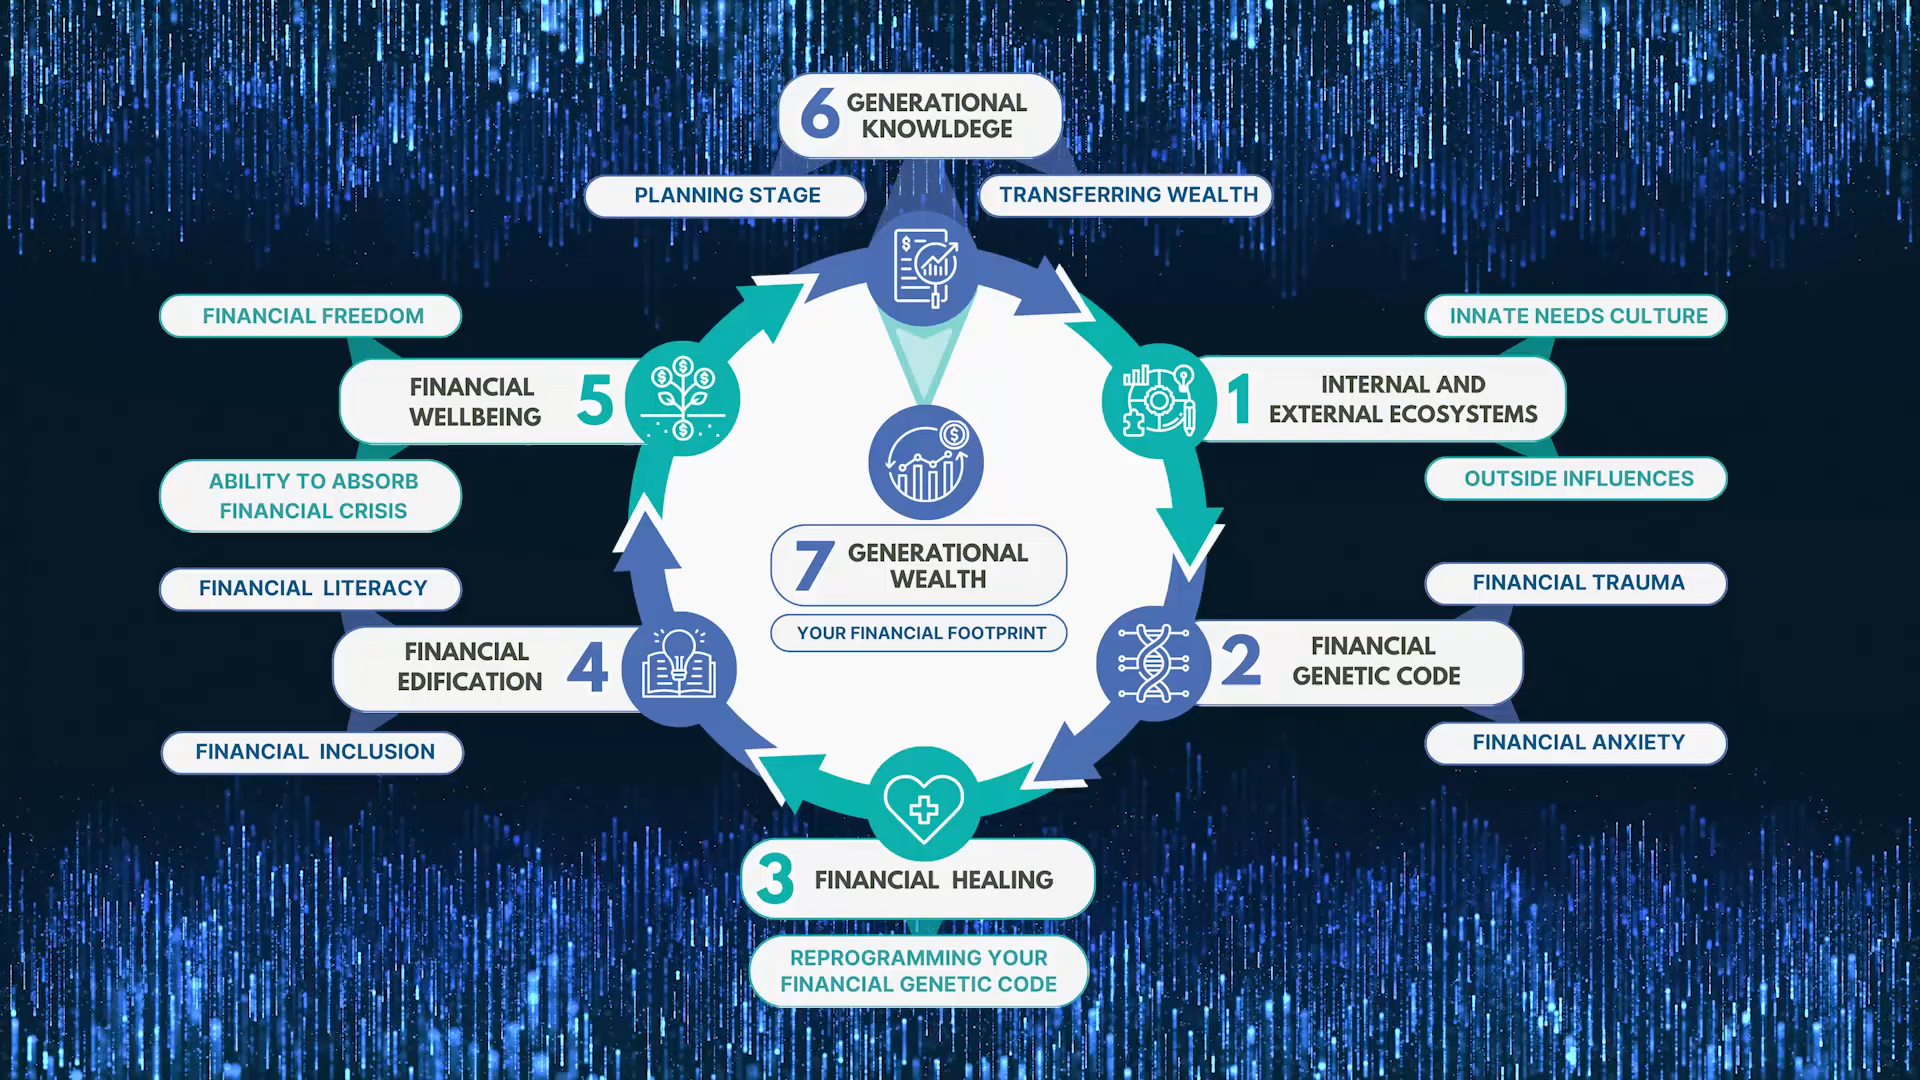 6 GENERATIONAL
KNOWLDEGE
PLANNING STAGE
TRANSFERRING WEALTH
INNATE NEEDS CULTURE
1 INTERNAL AND
EXTERNAL ECOSYSTEMS
OUTSIDE INFLUENCES
FINANCIAL TRAUMA
2 FINANCIAL
GENETIC CODE
FINANCIAL ANXIETY
3 FINANCIAL HEALING
REPROGRAMMING YOUR
FINANCIAL GENETIC CODE
FINANCIAL LITERACY
FINANCIAL
EDIFICATION 4
FINANCIAL INCLUSION
FINANCIAL FREEDOM
FINANCIAL
WELLBEING 5
ABILITY TO ABSORB
FINANCIAL CRISIS
7 GENERATIONAL
WEALTH
YOUR FINANCIAL FOOTPRINT